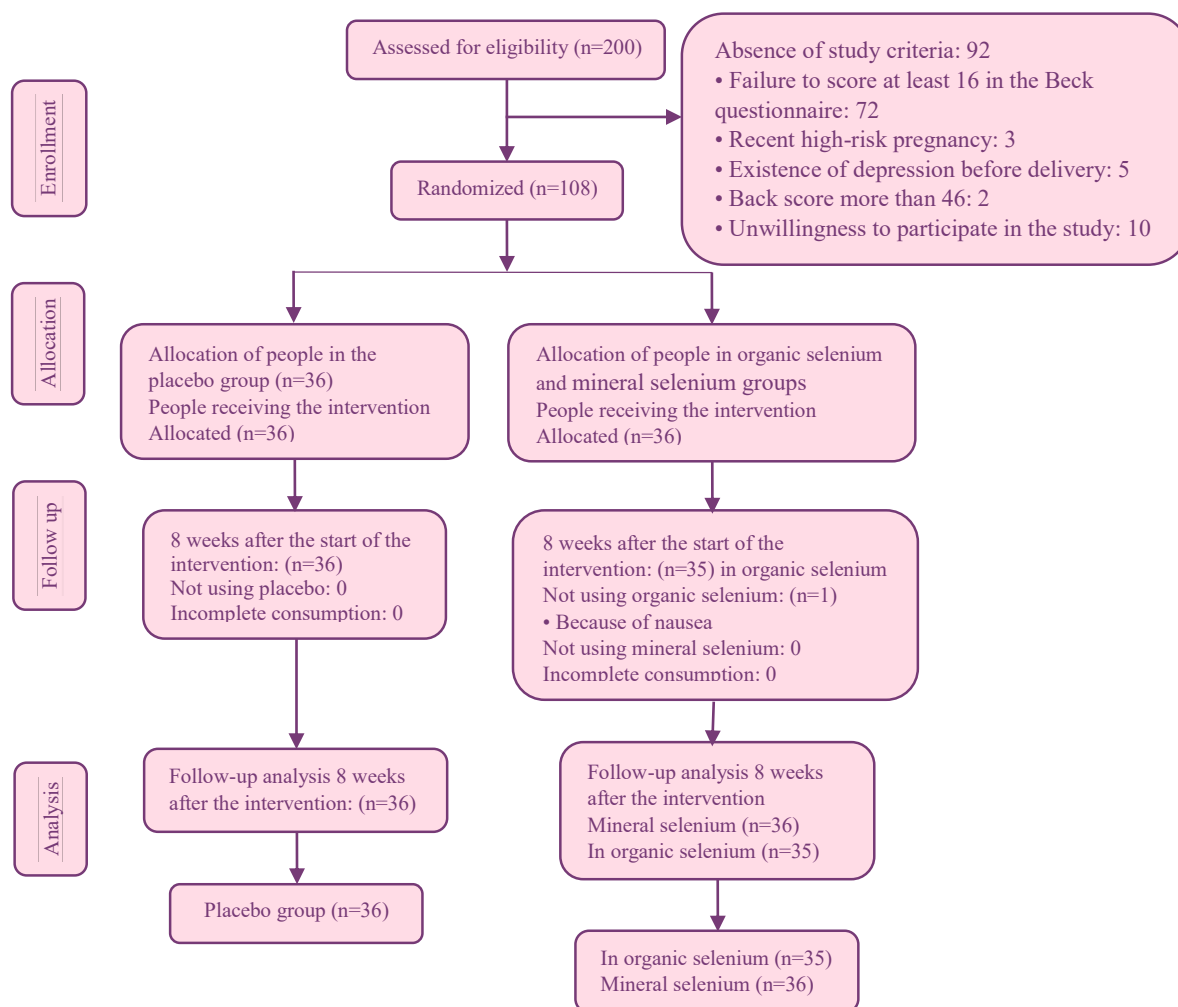 Assessed for eligibility (n=200)
Absence of study criteria: 92
• Failure to score at least 16 in the Beck
questionnaire: 72
• Recent high-risk pregnancy: 3
• Existence of depression before delivery: 5
• Back score more than 46: 2
• Unwillingness to participate in the study: 10
Enrollment
Randomized (n=108)
Allocation
Allocation of people in the
placebo group (n=36)
People receiving the intervention
Allocated (n=36)
Allocation of people in organic selenium
and mineral selenium groups
People receiving the intervention
Allocated (n=36)
Follow up
8 weeks after the start of the
intervention: (n=36)
Not using placebo: 0
Incomplete consumption: 0
8 weeks after the start of the
intervention: (n=35) in organic selenium
Not using organic selenium: (n=1)
• Because of nausea
Not using mineral selenium: 0
Incomplete consumption: 0
Analysis
Follow-up analysis 8 weeks
after the intervention: (n=36)
Follow-up analysis 8 weeks
after the intervention
Mineral selenium (n=36)
In organic selenium (n=35)
Placebo group (n=36)
In organic selenium (n=35)
Mineral selenium (n=36)